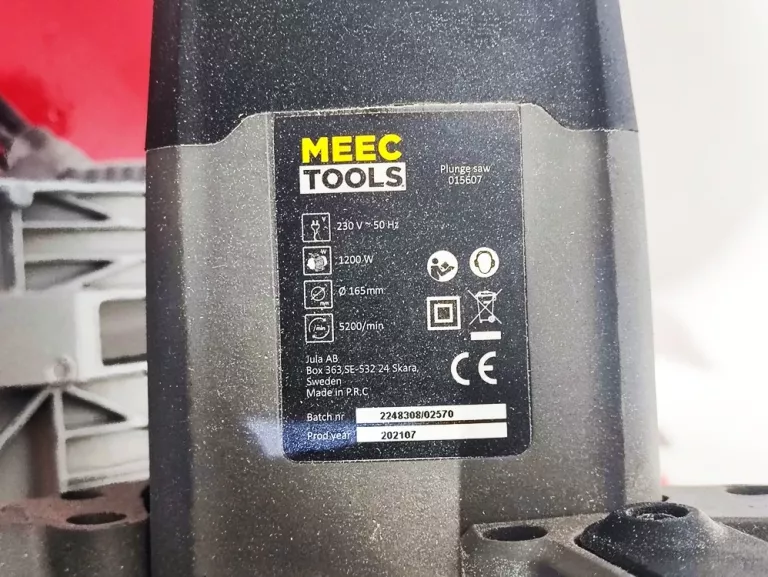 MEEC
TOOLS
Plunge saw
015607
230 V ~ 50 Hz
1200 W
Ø 165mm
5200/min
Jula AB
Box 363,SE-532 24 Skara,
Sweden
Made in P.R.C
CE
Batch nr 2248308/02570
Prod.year 202107